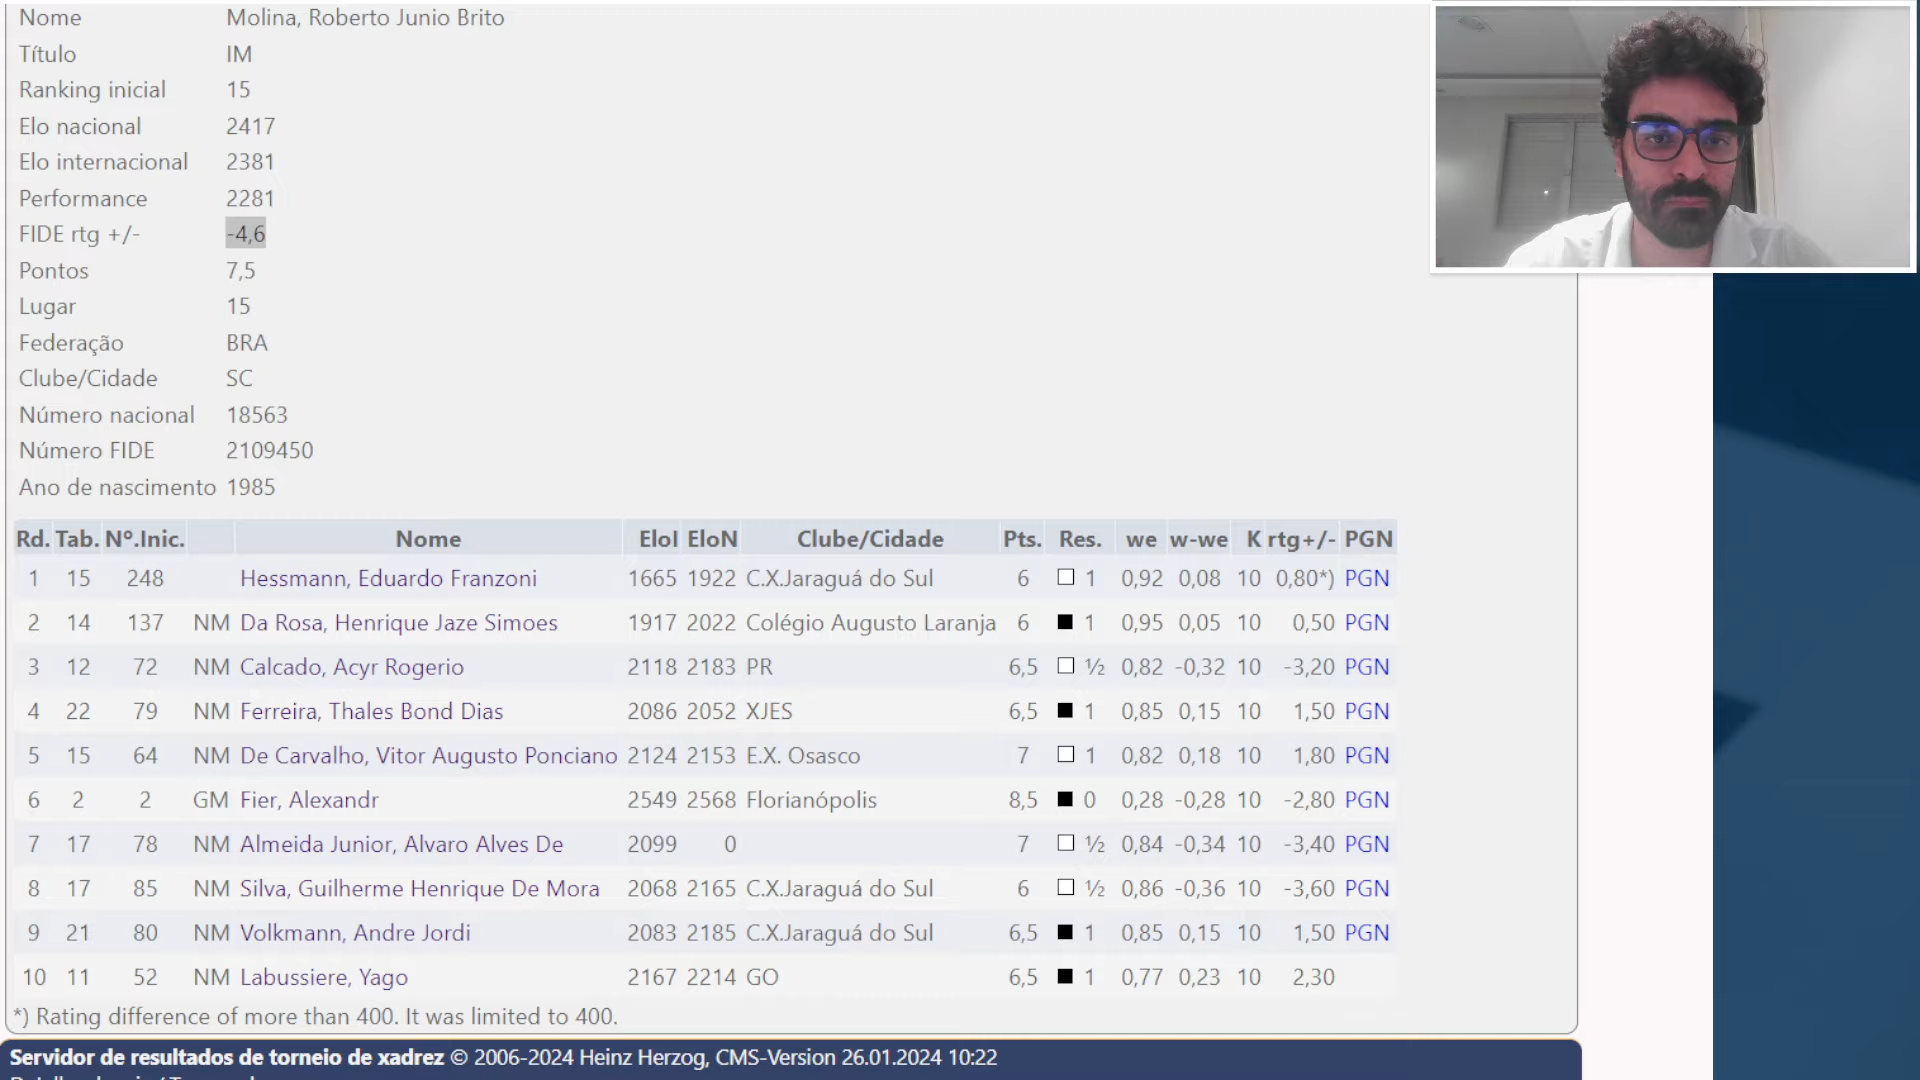 Nome Molina, Roberto Junio Brito
Título IM
Ranking inicial 15
Elo nacional 2417
Elo internacional 2381
Performance 2281
FIDE rtg +/- -4,6
Pontos 7,5
Lugar 15
Federação BRA
Clube/Cidade SC
Número nacional 18563
Número FIDE 2109450
Ano de nascimento 1985
Rd. Tab. Nº.Inic. Nome EloI EloN Clube/Cidade Pts. Res. we w-we K rtg+/- PGN
1 15 248 Hessmann, Eduardo Franzoni 1665 1922 C.X.Jaraguá do Sul 6 1 0,92 0,08 10 0,80*) PGN
2 14 137 NM Da Rosa, Henrique Jaze Simoes 1917 2022 Colégio Augusto Laranja 6 1 0,95 0,05 10 0,50 PGN
3 12 72 NM Calcado, Acyr Rogerio 2118 2183 PR 6,5 ½ 0,82 -0,32 10 -3,20 PGN
4 22 79 NM Ferreira, Thales Bond Dias 2086 2052 XJES 6,5 1 0,85 0,15 10 1,50 PGN
5 15 64 NM De Carvalho, Vitor Augusto Ponciano 2124 2153 E.X. Osasco 7 1 0,82 0,18 10 1,80 PGN
6 2 2 GM Fier, Alexandr 2549 2568 Florianópolis 8,5 0 0,28 -0,28 10 -2,80 PGN
7 17 78 NM Almeida Junior, Alvaro Alves De 2099 0 7 ½ 0,84 -0,34 10 -3,40 PGN
8 17 85 NM Silva, Guilherme Henrique De Mora 2068 2165 C.X.Jaraguá do Sul 6 ½ 0,86 -0,36 10 -3,60 PGN
9 21 80 NM Volkmann, Andre Jordi 2083 2185 C.X.Jaraguá do Sul 6,5 1 0,85 0,15 10 1,50 PGN
10 11 52 NM Labussiere, Yago 2167 2214 GO 6,5 1 0,77 0,23 10 2,30
*) Rating difference of more than 400. It was limited to 400.
Servidor de resultados de torneio de xadrez © 2006-2024 Heinz Herzog, CMS-Version 26.01.2024 10:22